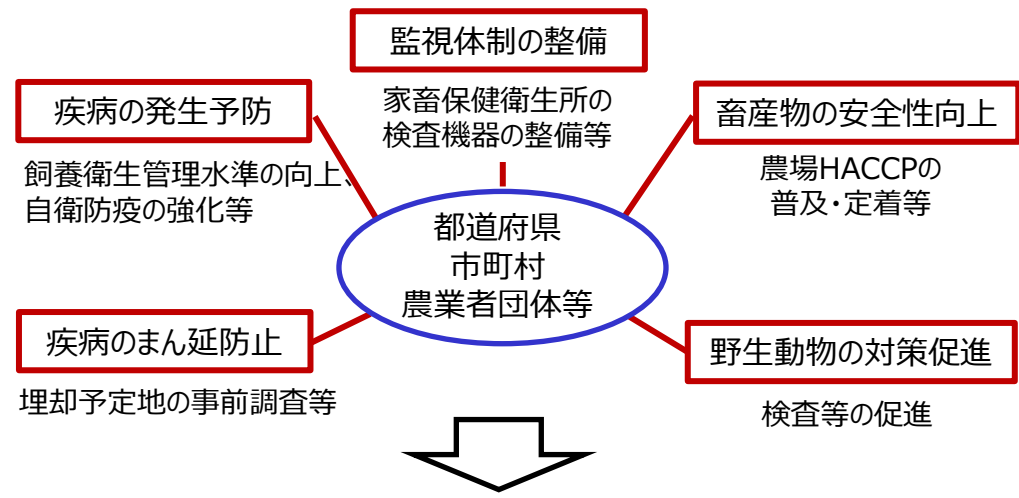 監視体制の整備
家畜保健衛生所の
検査機器の整備等
疾病の発生予防
飼養衛生管理水準の向上、
自衛防疫の強化等
畜産物の安全性向上
農場HACCPの
普及・定着等
都道府県
市町村
農業者団体等
疾病のまん延防止
埋却予定地の事前調査等
野生動物の対策促進
検査等の促進